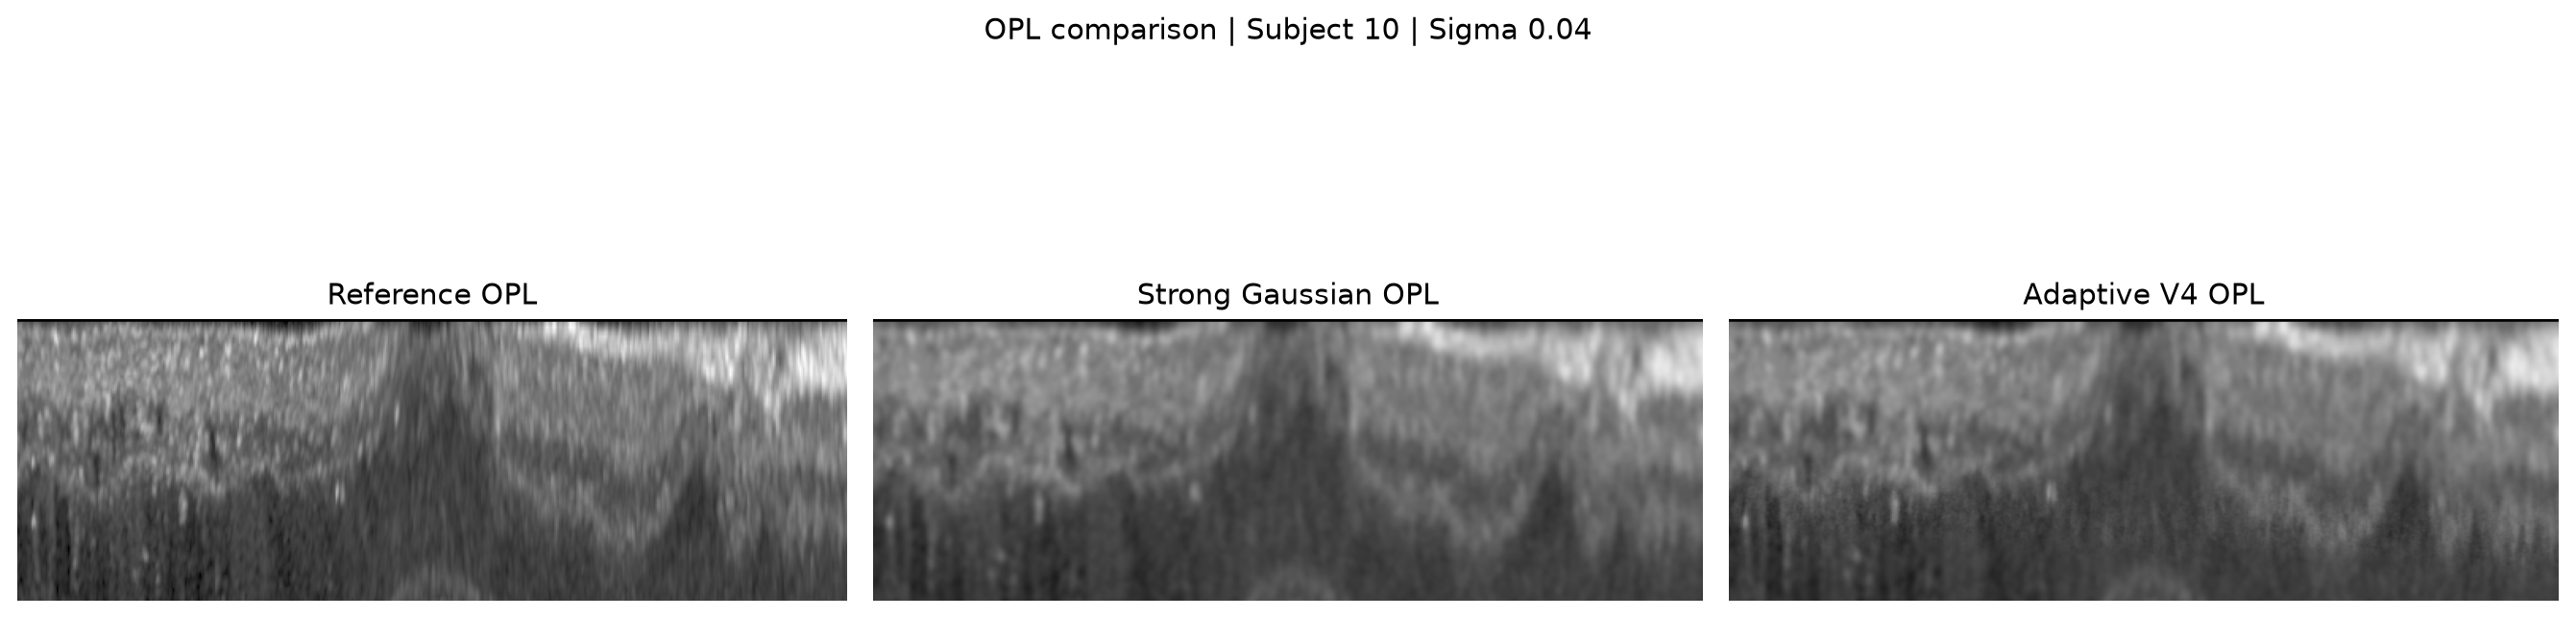 OPL comparison | Subject 10 | Sigma 0.04
Reference OPL
Strong Gaussian OPL
Adaptive V4 OPL